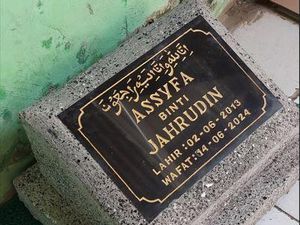 إنا لله وإنا إليه راجعون
ASSYFA
BINTI
JAHRUDIN
LAHIR : 02-06-2013
WAFAT : 14-06-2024